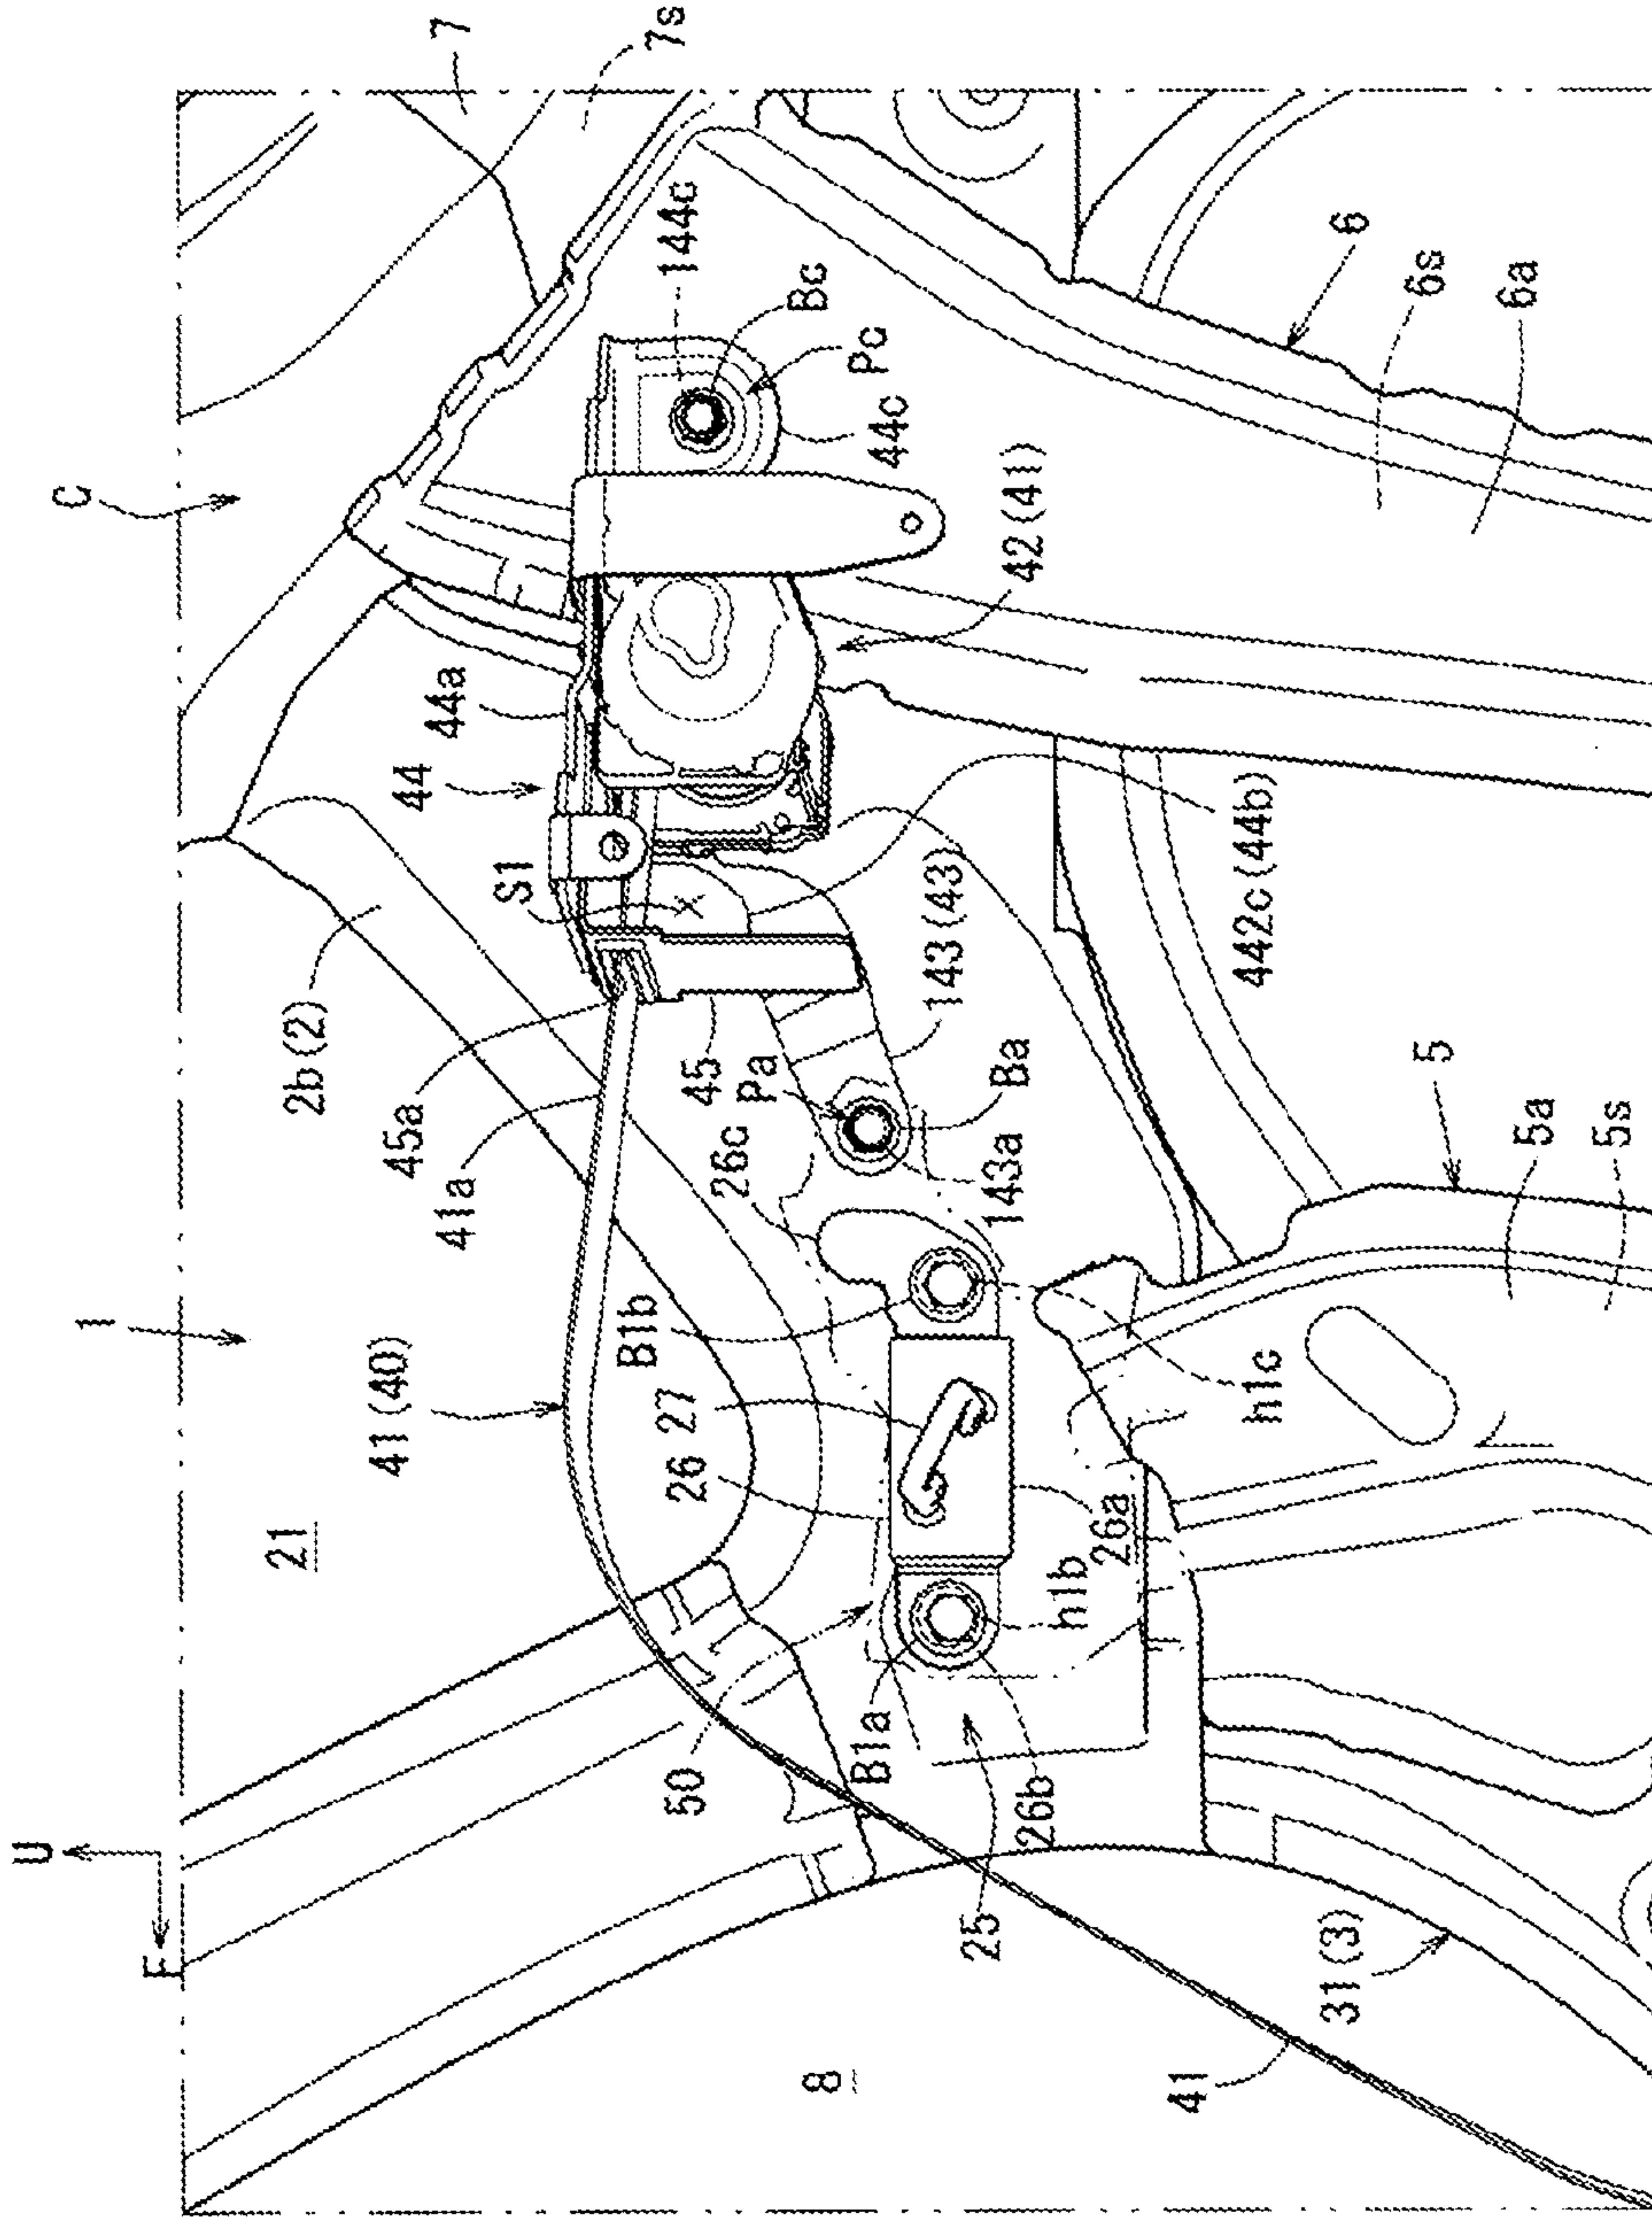 U
F
1
C
7
7s
21
41(40)
2b(2)
45a
41a
44
44a
S1
144c
Bc
Pc
44c
42(41)
6
6s
6a
50
26
27
B1b
26c
45
Pa
143(43)
Ba
143a
442c(44b)
B1a
h1b
26a
h1c
5
5a
5s
25
26b
8
41
31(3)